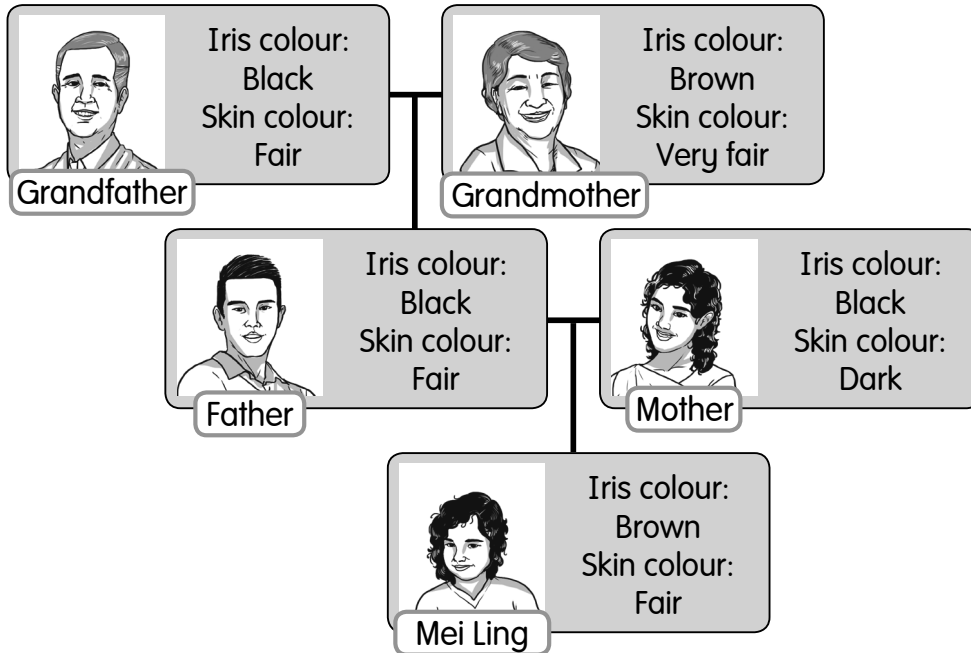 Iris colour:
Black
Skin colour:
Fair
Grandfather
Iris colour:
Brown
Skin colour:
Very fair
Grandmother
Iris colour:
Black
Skin colour:
Fair
Father
Iris colour:
Black
Skin colour:
Dark
Mother
Iris colour:
Brown
Skin colour:
Fair
Mei Ling